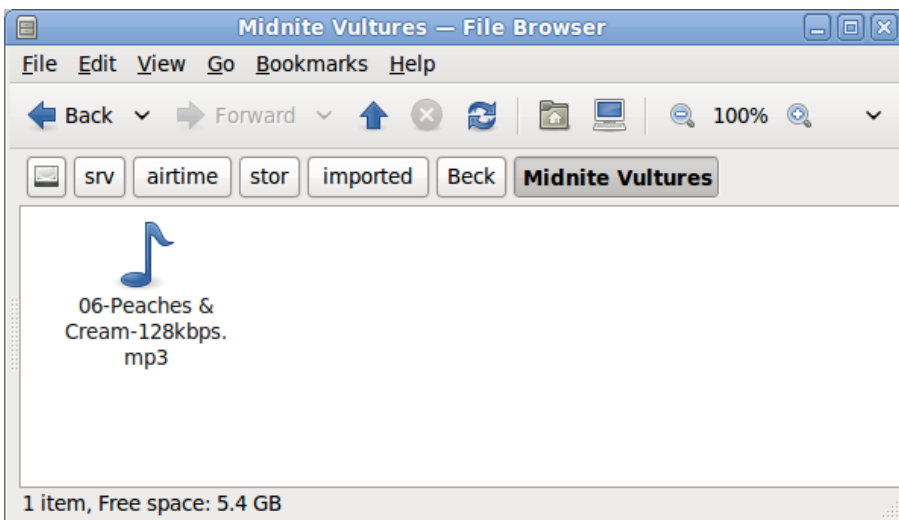 Midnite Vultures — File Browser
File Edit View Go Bookmarks Help
Back Forward 100%
srv airtime stor imported Beck Midnite Vultures
06-Peaches &
Cream-128kbps.
mp3
1 item, Free space: 5.4 GB